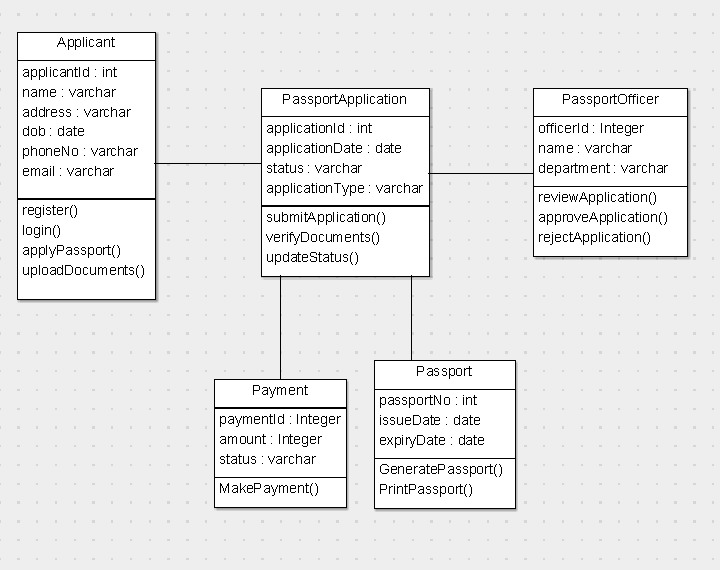 Applicant
applicantId : int
name : varchar
address : varchar
dob : date
phoneNo : varchar
email : varchar
register()
login()
applyPassport()
uploadDocuments()
PassportApplication
applicationId : int
applicationDate : date
status : varchar
applicationType : varchar
submitApplication()
verifyDocuments()
updateStatus()
PassportOfficer
officerId : Integer
name : varchar
department : varchar
reviewApplication()
approveApplication()
rejectApplication()
Payment
paymentId : Integer
amount : Integer
status : varchar
MakePayment()
Passport
passportNo : int
issueDate : date
expiryDate : date
GeneratePassport()
PrintPassport()